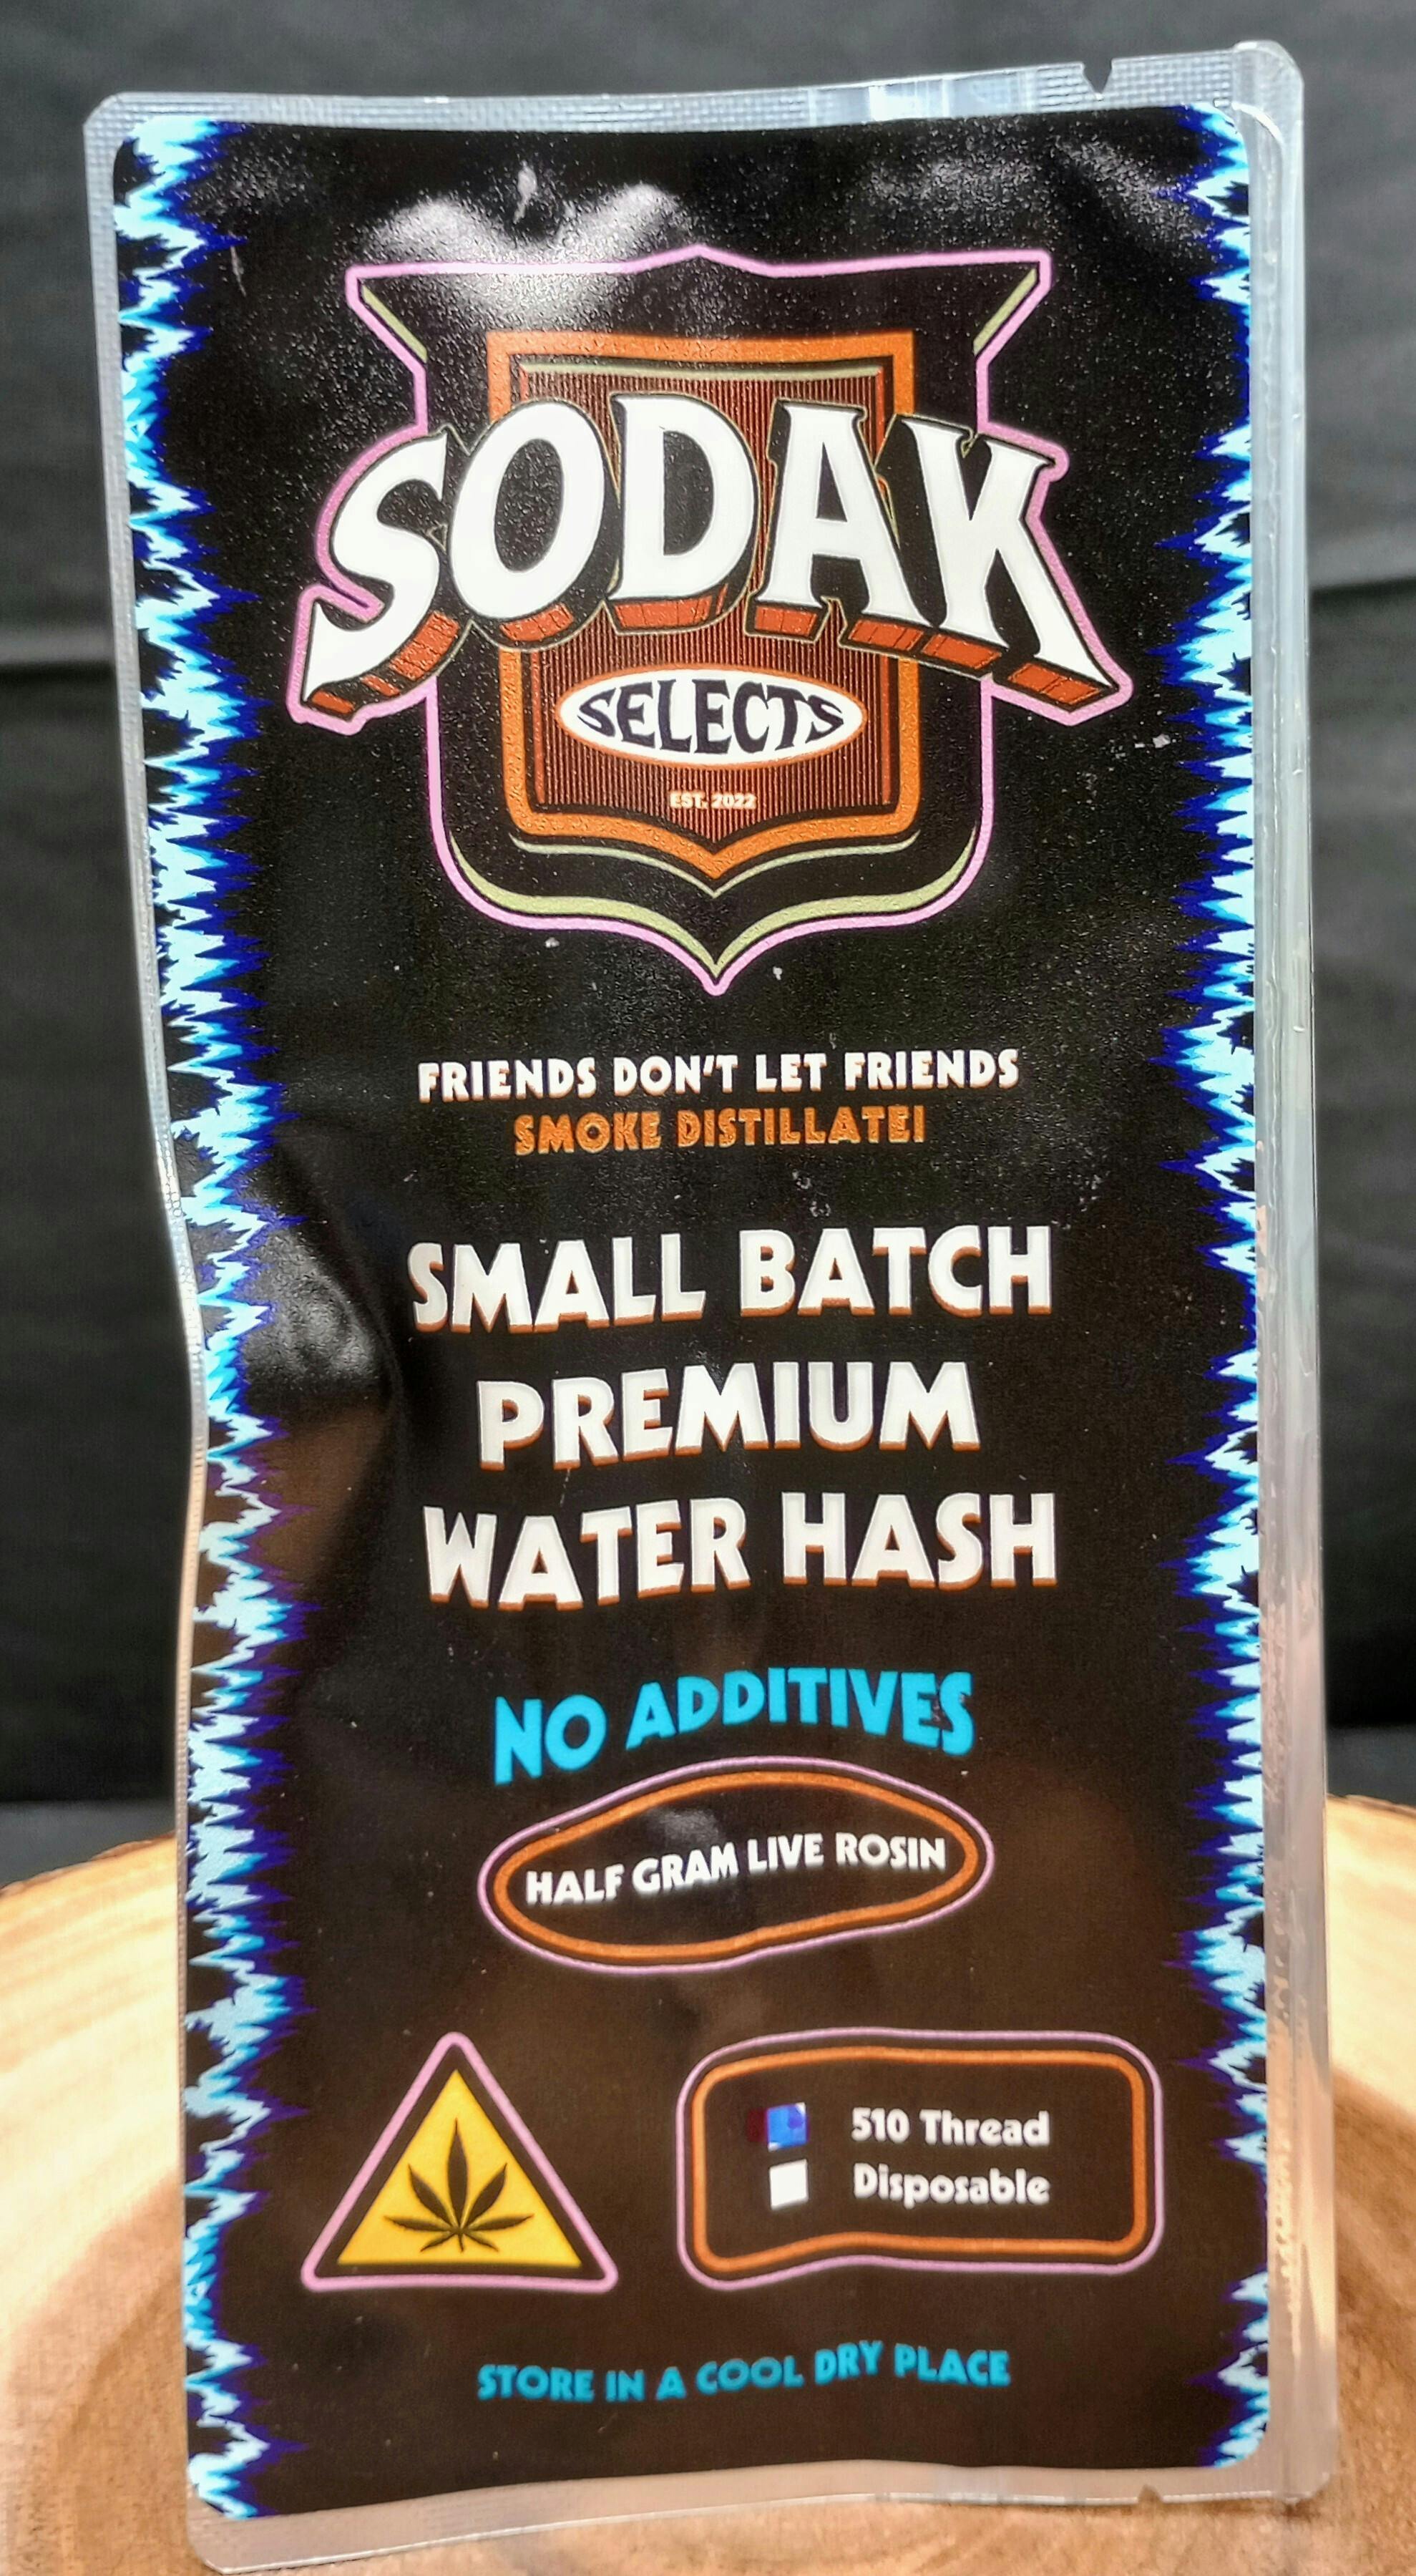 SODAK
SELECTS
EST. 2022
FRIENDS DON'T LET FRIENDS
SMOKE DISTILLATE!
SMALL BATCH
PREMIUM
WATER HASH
NO ADDITIVES
HALF GRAM LIVE ROSIN
510 Thread
Disposable
STORE IN A COOL DRY PLACE